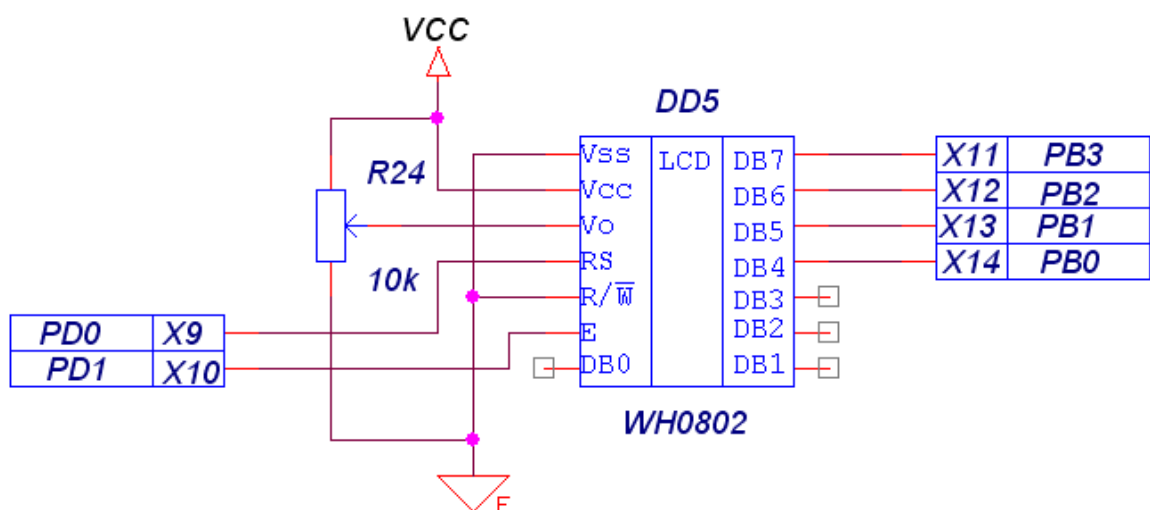 VCC
DD5
R24
10k
Vss
Vcc
Vo
RS
R/W̅
E
DB0
LCD
DB7
DB6
DB5
DB4
DB3
DB2
DB1
X11 PB3
X12 PB2
X13 PB1
X14 PB0
PD0 X9
PD1 X10
WH0802